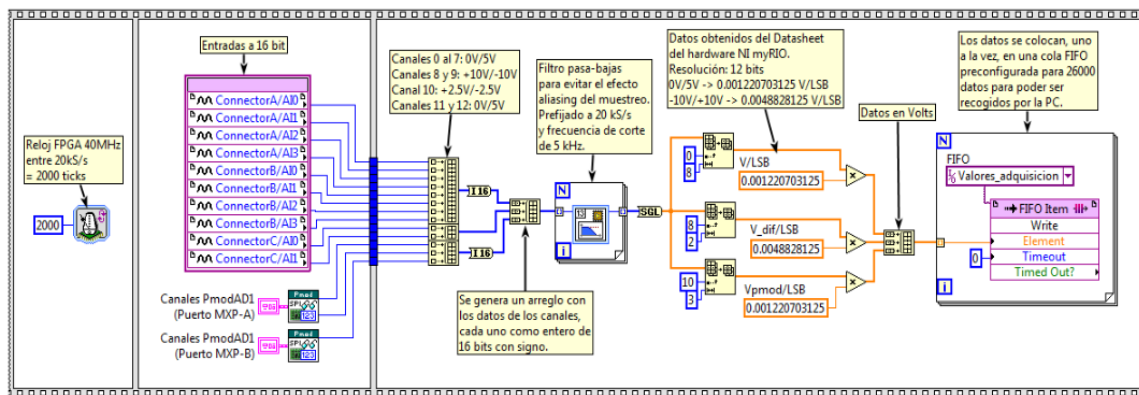 Reloj FPGA 40MHz
entre 20kS/s
= 2000 ticks
2000
Entradas a 16 bit
ConnectorA/AI0
ConnectorA/AI1
ConnectorA/AI2
ConnectorA/AI3
ConnectorB/AI0
ConnectorB/AI1
ConnectorB/AI2
ConnectorB/AI3
ConnectorC/AI0
ConnectorC/AI1
Canales PmodAD1
(Puerto MXP-A)
Pmod
SPI
123
Canales PmodAD1
(Puerto MXP-B)
Pmod
SPI
123
Canales 0 al 7: 0V/5V
Canales 8 y 9: +10V/-10V
Canal 10: +2.5V/-2.5V
Canales 11 y 12: 0V/5V
I16
I16
Se genera un arreglo con
los datos de los canales,
cada uno como entero de
16 bits con signo.
Filtro pasa-bajas
para evitar el efecto
aliasing del muestreo.
Prefijado a 20 kS/s
y frecuencia de corte
de 5 kHz.
N
i
SGL
Datos obtenidos del Datasheet
del hardware NI myRIO.
Resolución: 12 bits
0V/5V -> 0.001220703125 V/LSB
-10V/+10V -> 0.0048828125 V/LSB
0
8
V/LSB
0.001220703125
8
2
V_dif/LSB
0.0048828125
10
3
Vpmod/LSB
0.001220703125
Datos en Volts
Los datos se colocan, uno
a la vez, en una cola FIFO
preconfigurada para 26000
datos para poder ser
recogidos por la PC.
N
FIFO
Valores_adquisicion
FIFO Item
Write
Element
0
Timeout
Timed Out?
i